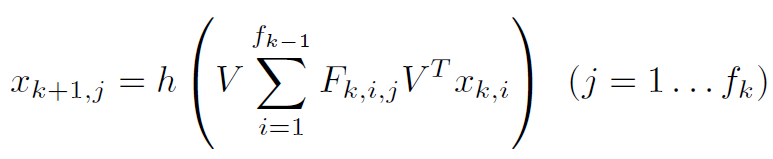 x_{k+1,j} = h \left( V \sum_{i=1}^{f_{k-1}} F_{k,i,j} V^T x_{k,i} \right) \quad (j = 1 \ldots f_k)